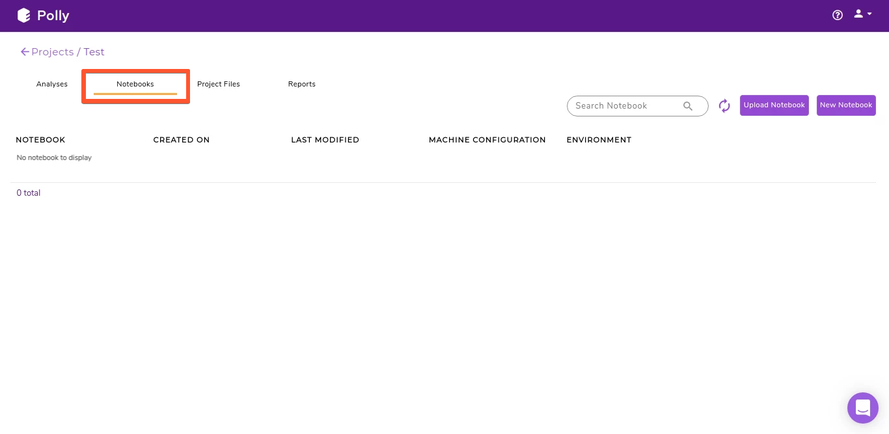 Polly
Projects / Test
Analyses Notebooks Project Files Reports
Search Notebook Upload Notebook New Notebook
NOTEBOOK CREATED ON LAST MODIFIED MACHINE CONFIGURATION ENVIRONMENT
No notebook to display
0 total